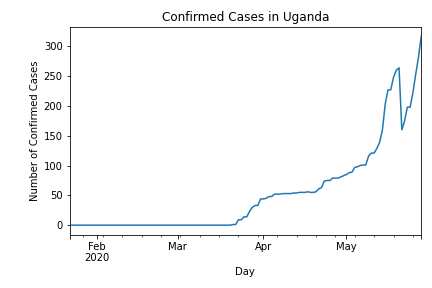 Confirmed Cases in Uganda
Number of Confirmed Cases
300
250
200
150
100
50
0
Feb Mar Apr May
2020
Day